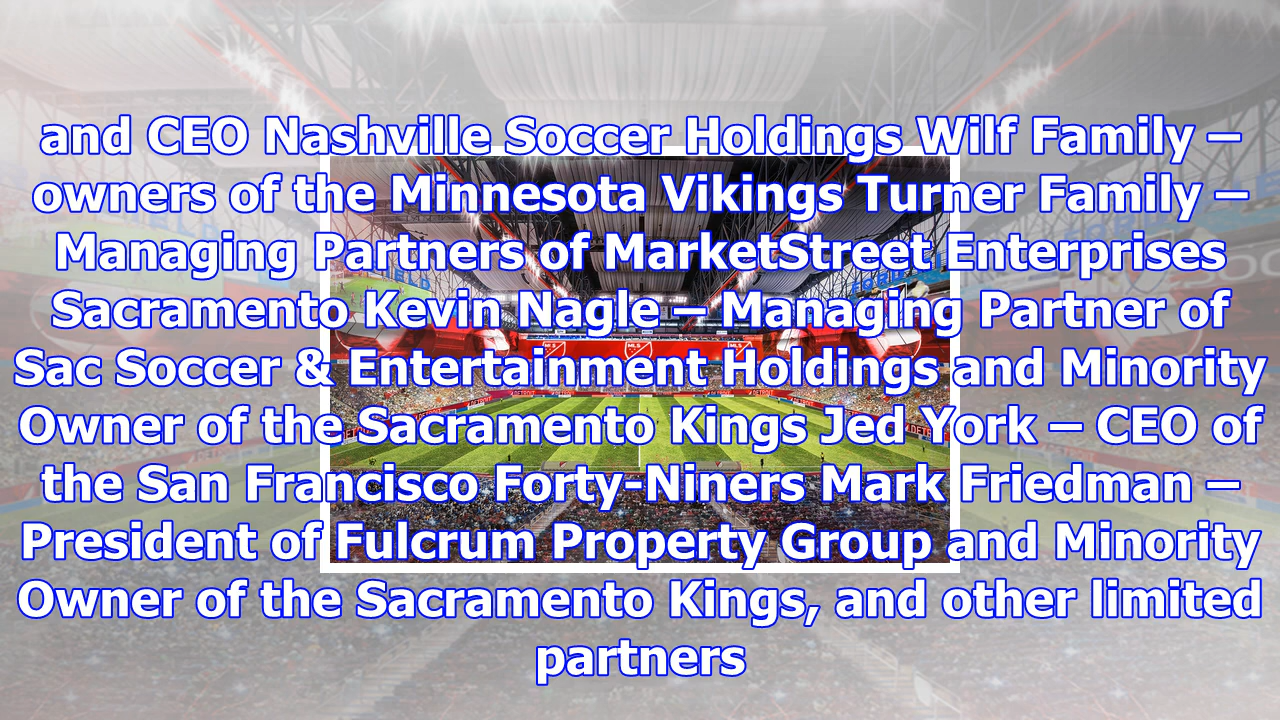 and CEO Nashville Soccer Holdings Wilf Family –
owners of the Minnesota Vikings Turner Family –
Managing Partners of MarketStreet Enterprises
Sacramento Kevin Nagle – Managing Partner of
Sac Soccer & Entertainment Holdings and Minority
Owner of the Sacramento Kings Jed York – CEO of
the San Francisco Forty-Niners Mark Friedman –
President of Fulcrum Property Group and Minority
Owner of the Sacramento Kings, and other limited
partners
MLS